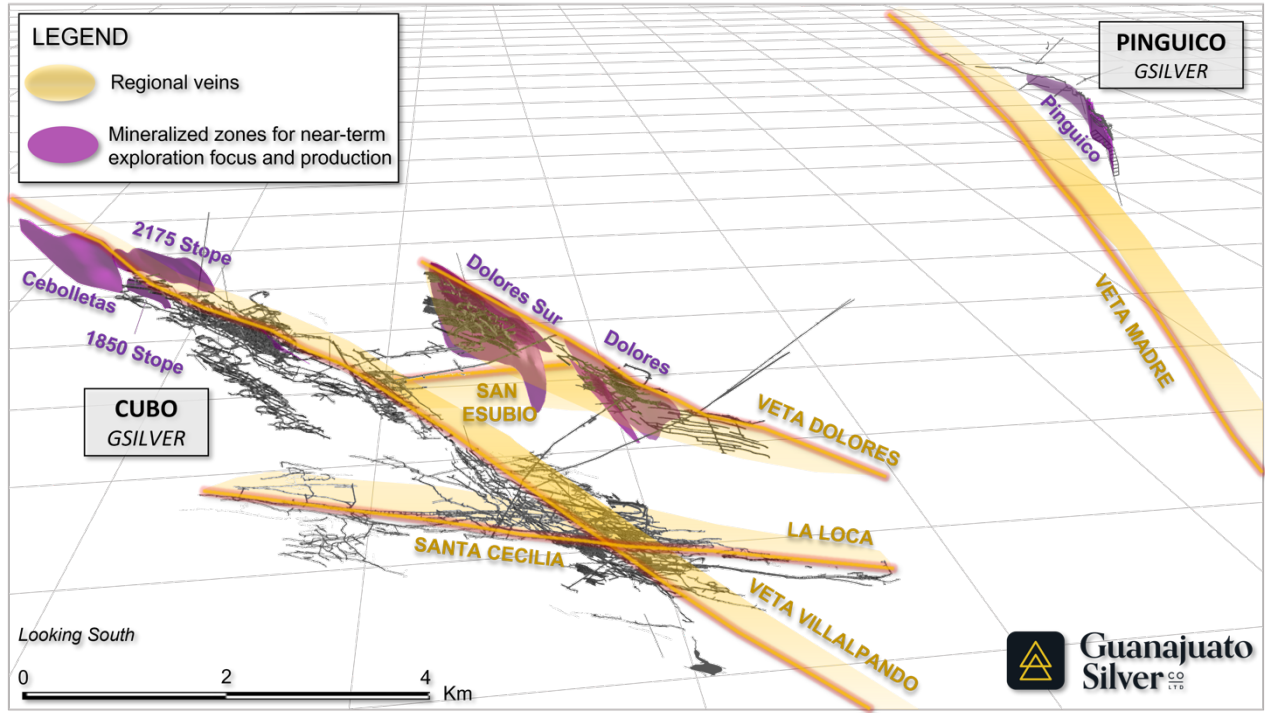 LEGEND
Regional veins
Mineralized zones for near-term
exploration focus and production
PINGUICO
GSILVER
Pinguico
2175 Stope
Cebolletas
1850 Stope
Dolores Sur
Dolores
VETA MADRE
CUBO
GSILVER
SAN
ESUBIO
VETA DOLORES
LA LOCA
SANTA CECILIA
VETA VILLALPANDO
Looking South
0 2 4 Km
Guanajuato
Silver CO
LTD